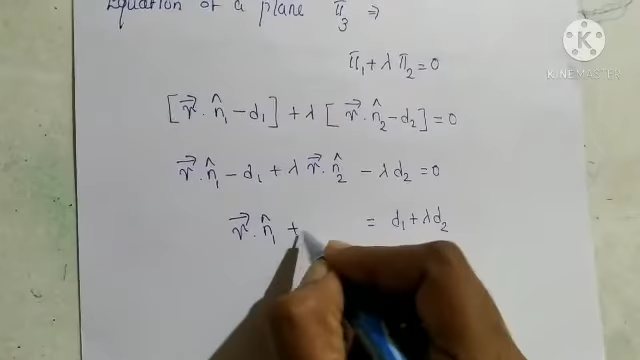 Equation of a plane π₃ ⇒
π₁ + λ π₂ = 0
[r⃗ . n̂₁ - d₁] + λ [r⃗ . n̂₂ - d₂] = 0
r⃗ . n̂₁ - d₁ + λ r⃗ . n̂₂ - λ d₂ = 0
r⃗ . n̂₁ + = d₁ + λd₂
KINEMASTER